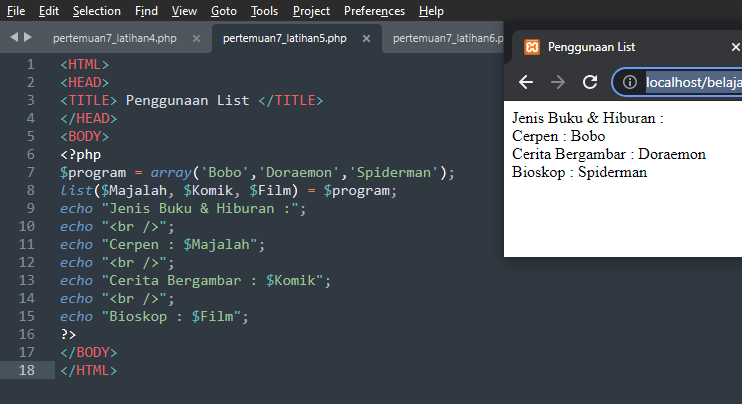 File Edit Selection Find View Goto Tools Project Preferences Help
pertemuan7_latihan4.php × pertemuan7_latihan5.php × pertemuan7_latihan6.p
1 <HTML>
2 <HEAD>
3 <TITLE> Penggunaan List </TITLE>
4 </HEAD>
5 <BODY>
6 <?php
7 $program = array('Bobo','Doraemon','Spiderman');
8 list($Majalah, $Komik, $Film) = $program;
9 echo "Jenis Buku & Hiburan :";
10 echo "<br />";
11 echo "Cerpen : $Majalah";
12 echo "<br />";
13 echo "Cerita Bergambar : $Komik";
14 echo "<br />";
15 echo "Bioskop : $Film";
16 ?>
17 </BODY>
18 </HTML>
Penggunaan List ×
localhost/belaja
Jenis Buku & Hiburan :
Cerpen : Bobo
Cerita Bergambar : Doraemon
Bioskop : Spiderman